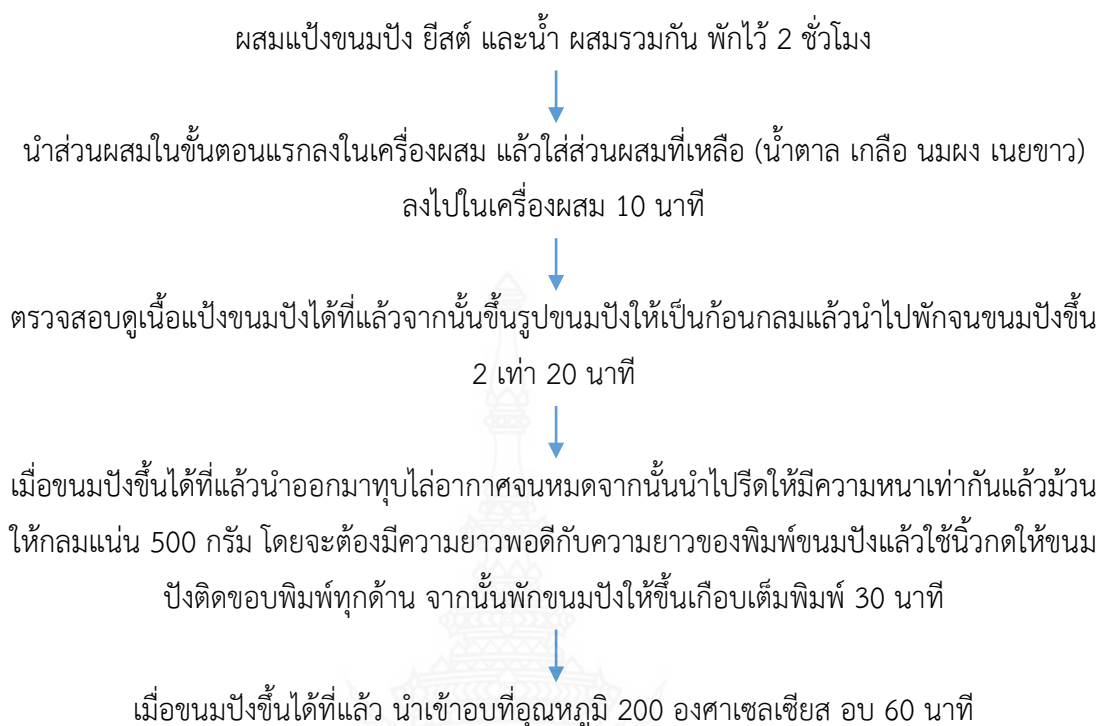 ผสมแป้งขนมปัง ยีสต์ และน้ำ ผสมรวมกัน พักไว้ 2 ชั่วโมง
นำส่วนผสมในขั้นตอนแรกลงในเครื่องผสม แล้วใส่ส่วนผสมที่เหลือ (น้ำตาล เกลือ นมผง เนยขาว)
ลงไปในเครื่องผสม 10 นาที
ตรวจสอบดูเนื้อแป้งขนมปังได้ที่แล้วจากนั้นขึ้นรูปขนมปังให้เป็นก้อนกลมแล้วนำไปพักจนขนมปังขึ้น
2 เท่า 20 นาที
เมื่อขนมปังขึ้นได้ที่แล้วนำออกมาทุบไล่อากาศจนหมดจากนั้นนำไปรีดให้มีความหนาเท่ากันแล้วม้วน
ให้กลมแน่น 500 กรัม โดยจะต้องมีความยาวพอดีกับความยาวของพิมพ์ขนมปังแล้วใช้นิ้วกดให้ขนม
ปังติดขอบพิมพ์ทุกด้าน จากนั้นพักขนมปังให้ขึ้นเกือบเต็มพิมพ์ 30 นาที
เมื่อขนมปังขึ้นได้ที่แล้ว นำเข้าอบที่อุณหภูมิ 200 องศาเซลเซียส อบ 60 นาที